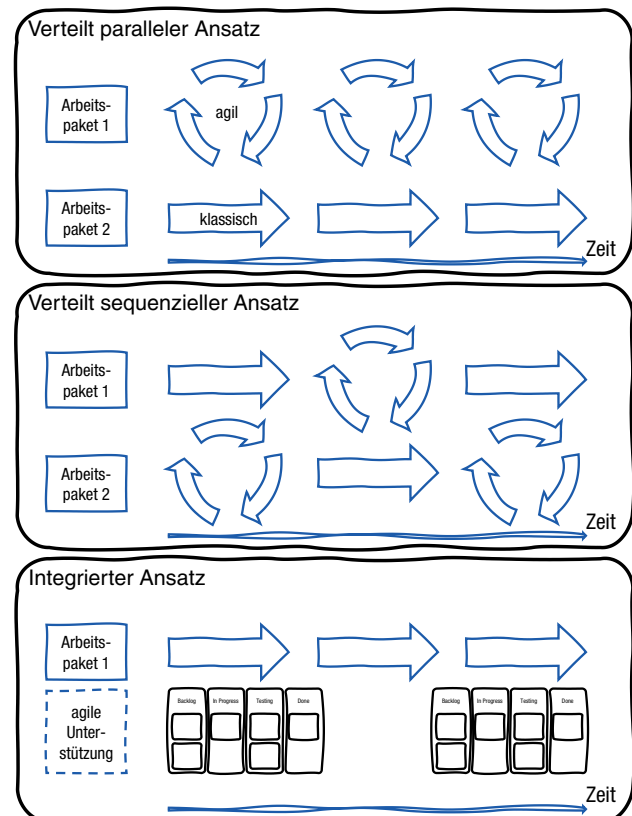 Verteilt paralleler Ansatz
Arbeits-
paket 1
agil
Arbeits-
paket 2
klassisch
Zeit
Verteilt sequenzieller Ansatz
Arbeits-
paket 1
Arbeits-
paket 2
Zeit
Integrierter Ansatz
Arbeits-
paket 1
agile
Unter-
stützung
Backlog In Progress Testing Done
Backlog In Progress Testing Done
Zeit